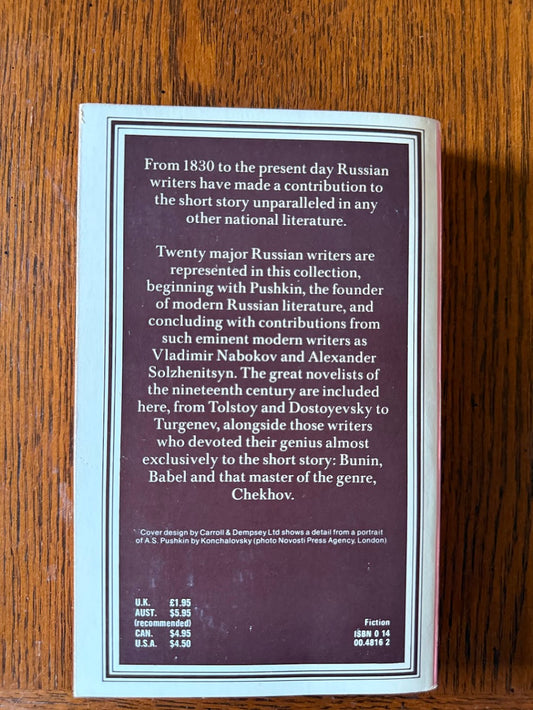 From 1830 to the present day Russian
writers have made a contribution to
the short story unparalleled in any
other national literature.
Twenty major Russian writers are
represented in this collection,
beginning with Pushkin, the founder
of modern Russian literature, and
concluding with contributions from
such eminent modern writers as
Vladimir Nabokov and Alexander
Solzhenitsyn. The great novelists of
the nineteenth century are included
here, from Tolstoy and Dostoyevsky to
Turgenev, alongside those writers
who devoted their genius almost
exclusively to the short story: Bunin,
Babel and that master of the genre,
Chekhov.
Cover design by Carroll & Dempsey Ltd shows a detail from a portrait
of A.S. Pushkin by Konchalovsky (photo Novosti Press Agency, London)
U.K. £1.95
AUST. $5.95
(recommended)
CAN. $4.95
U.S.A. $4.50
Fiction
ISBN 0 14
00.4816 2